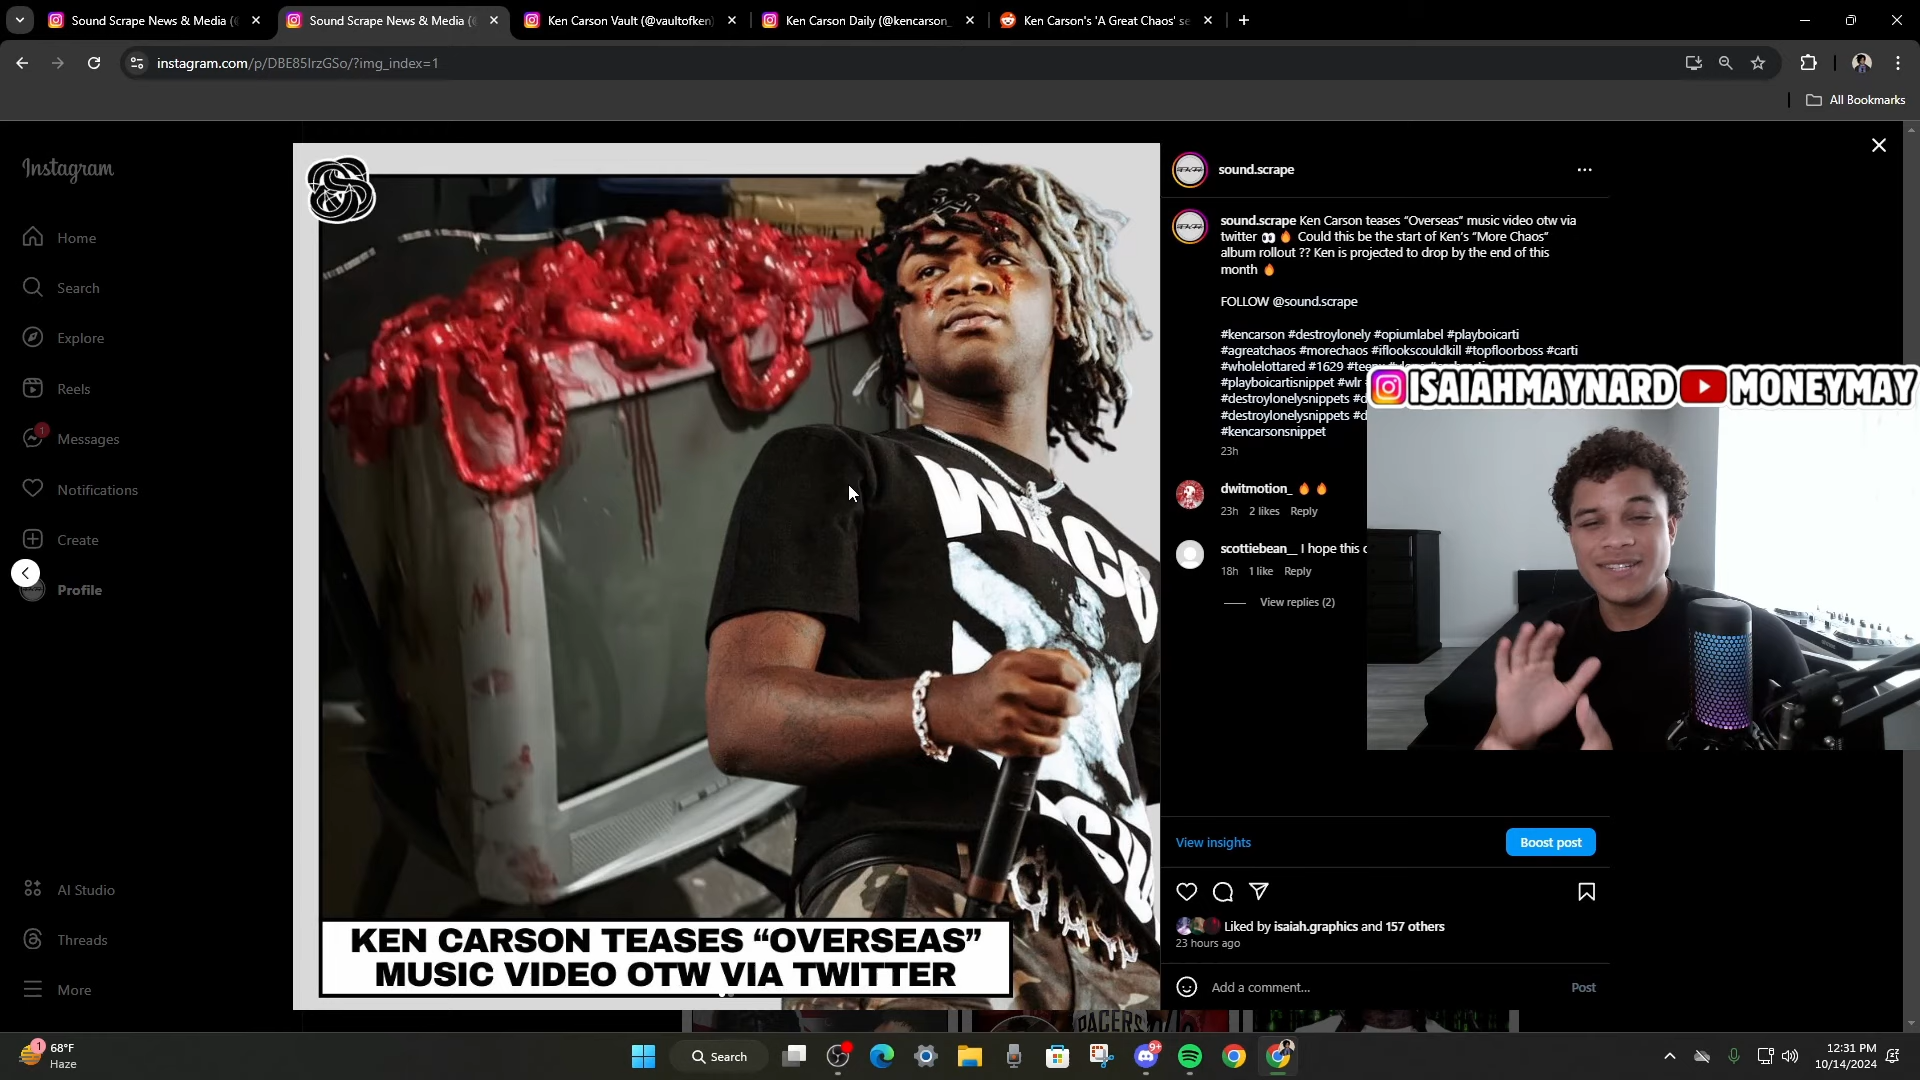 Sound Scrape News & Media (
Sound Scrape News & Media (
Ken Carson Vault (@vaultofken
Ken Carson Daily (@kencarson_
Ken Carson's 'A Great Chaos' se
instagram.com/p/DBE85lrzGSo/?img_index=1
All Bookmarks
Instagram
Home
Search
Explore
Reels
1
Messages
Notifications
Create
Profile
AI Studio
Threads
More
WACO
KEN CARSON TEASES “OVERSEAS”
MUSIC VIDEO OTW VIA TWITTER
sound.scrape
sound.scrape Ken Carson teases “Overseas” music video otw via
twitter 👀🔥 Could this be the start of Ken’s “More Chaos”
album rollout ?? Ken is projected to drop by the end of this
month 🔥
FOLLOW @sound.scrape
#kencarson #destroylonely #opiumlabel #playboicarti
#agreatchaos #morechaos #iflookscouldkill #topfloorboss #carti
#wholelottared #1629
#playboicartisnippet #wlr
#destroylonelysnippets
#destroylonelysnippets
#kencarsonsnippet
23h
dwitmotion_ 🔥 🔥
23h 2 likes Reply
scottiebean__ I hope this
18h 1 like Reply
View replies (2)
ISAIAHMAYNARD MONEYMAY
View insights
Boost post
Liked by isaiah.graphics and 157 others
23 hours ago
Add a comment...
Post
PACERS
1
68°F
Haze
Search
9+
12:31 PM
10/14/2024